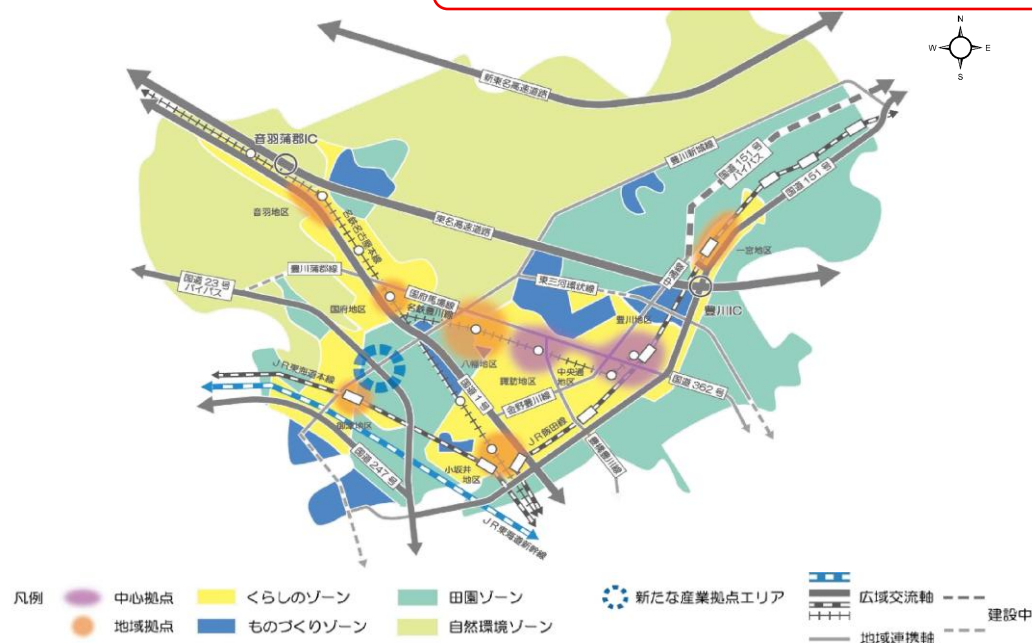 N
W E
S
新東名高速道路
音羽蒲郡IC
豊川新城線
国道151号
バイパス
国道151号
音羽地区
名鉄名古屋本線
東名高速道路
一宮地区
中通線
豊川蒲郡線
東三河環状線
国道23号
バイパス
国府馬場線
国府地区
名鉄豊川線
豊川地区
豊川IC
八幡地区
諏訪地区
中央通
地区
国道362号
JR東海道本線
国道1号
金野豊川線
JR飯田線
豊橋豊川線
御津地区
小坂井
地区
国道247号
JR東海道新幹線
凡例
中心拠点
くらしのゾーン
田園ゾーン
新たな産業拠点エリア
広域交流軸
建設中
地域拠点
ものづくりゾーン
自然環境ゾーン
地域連携軸